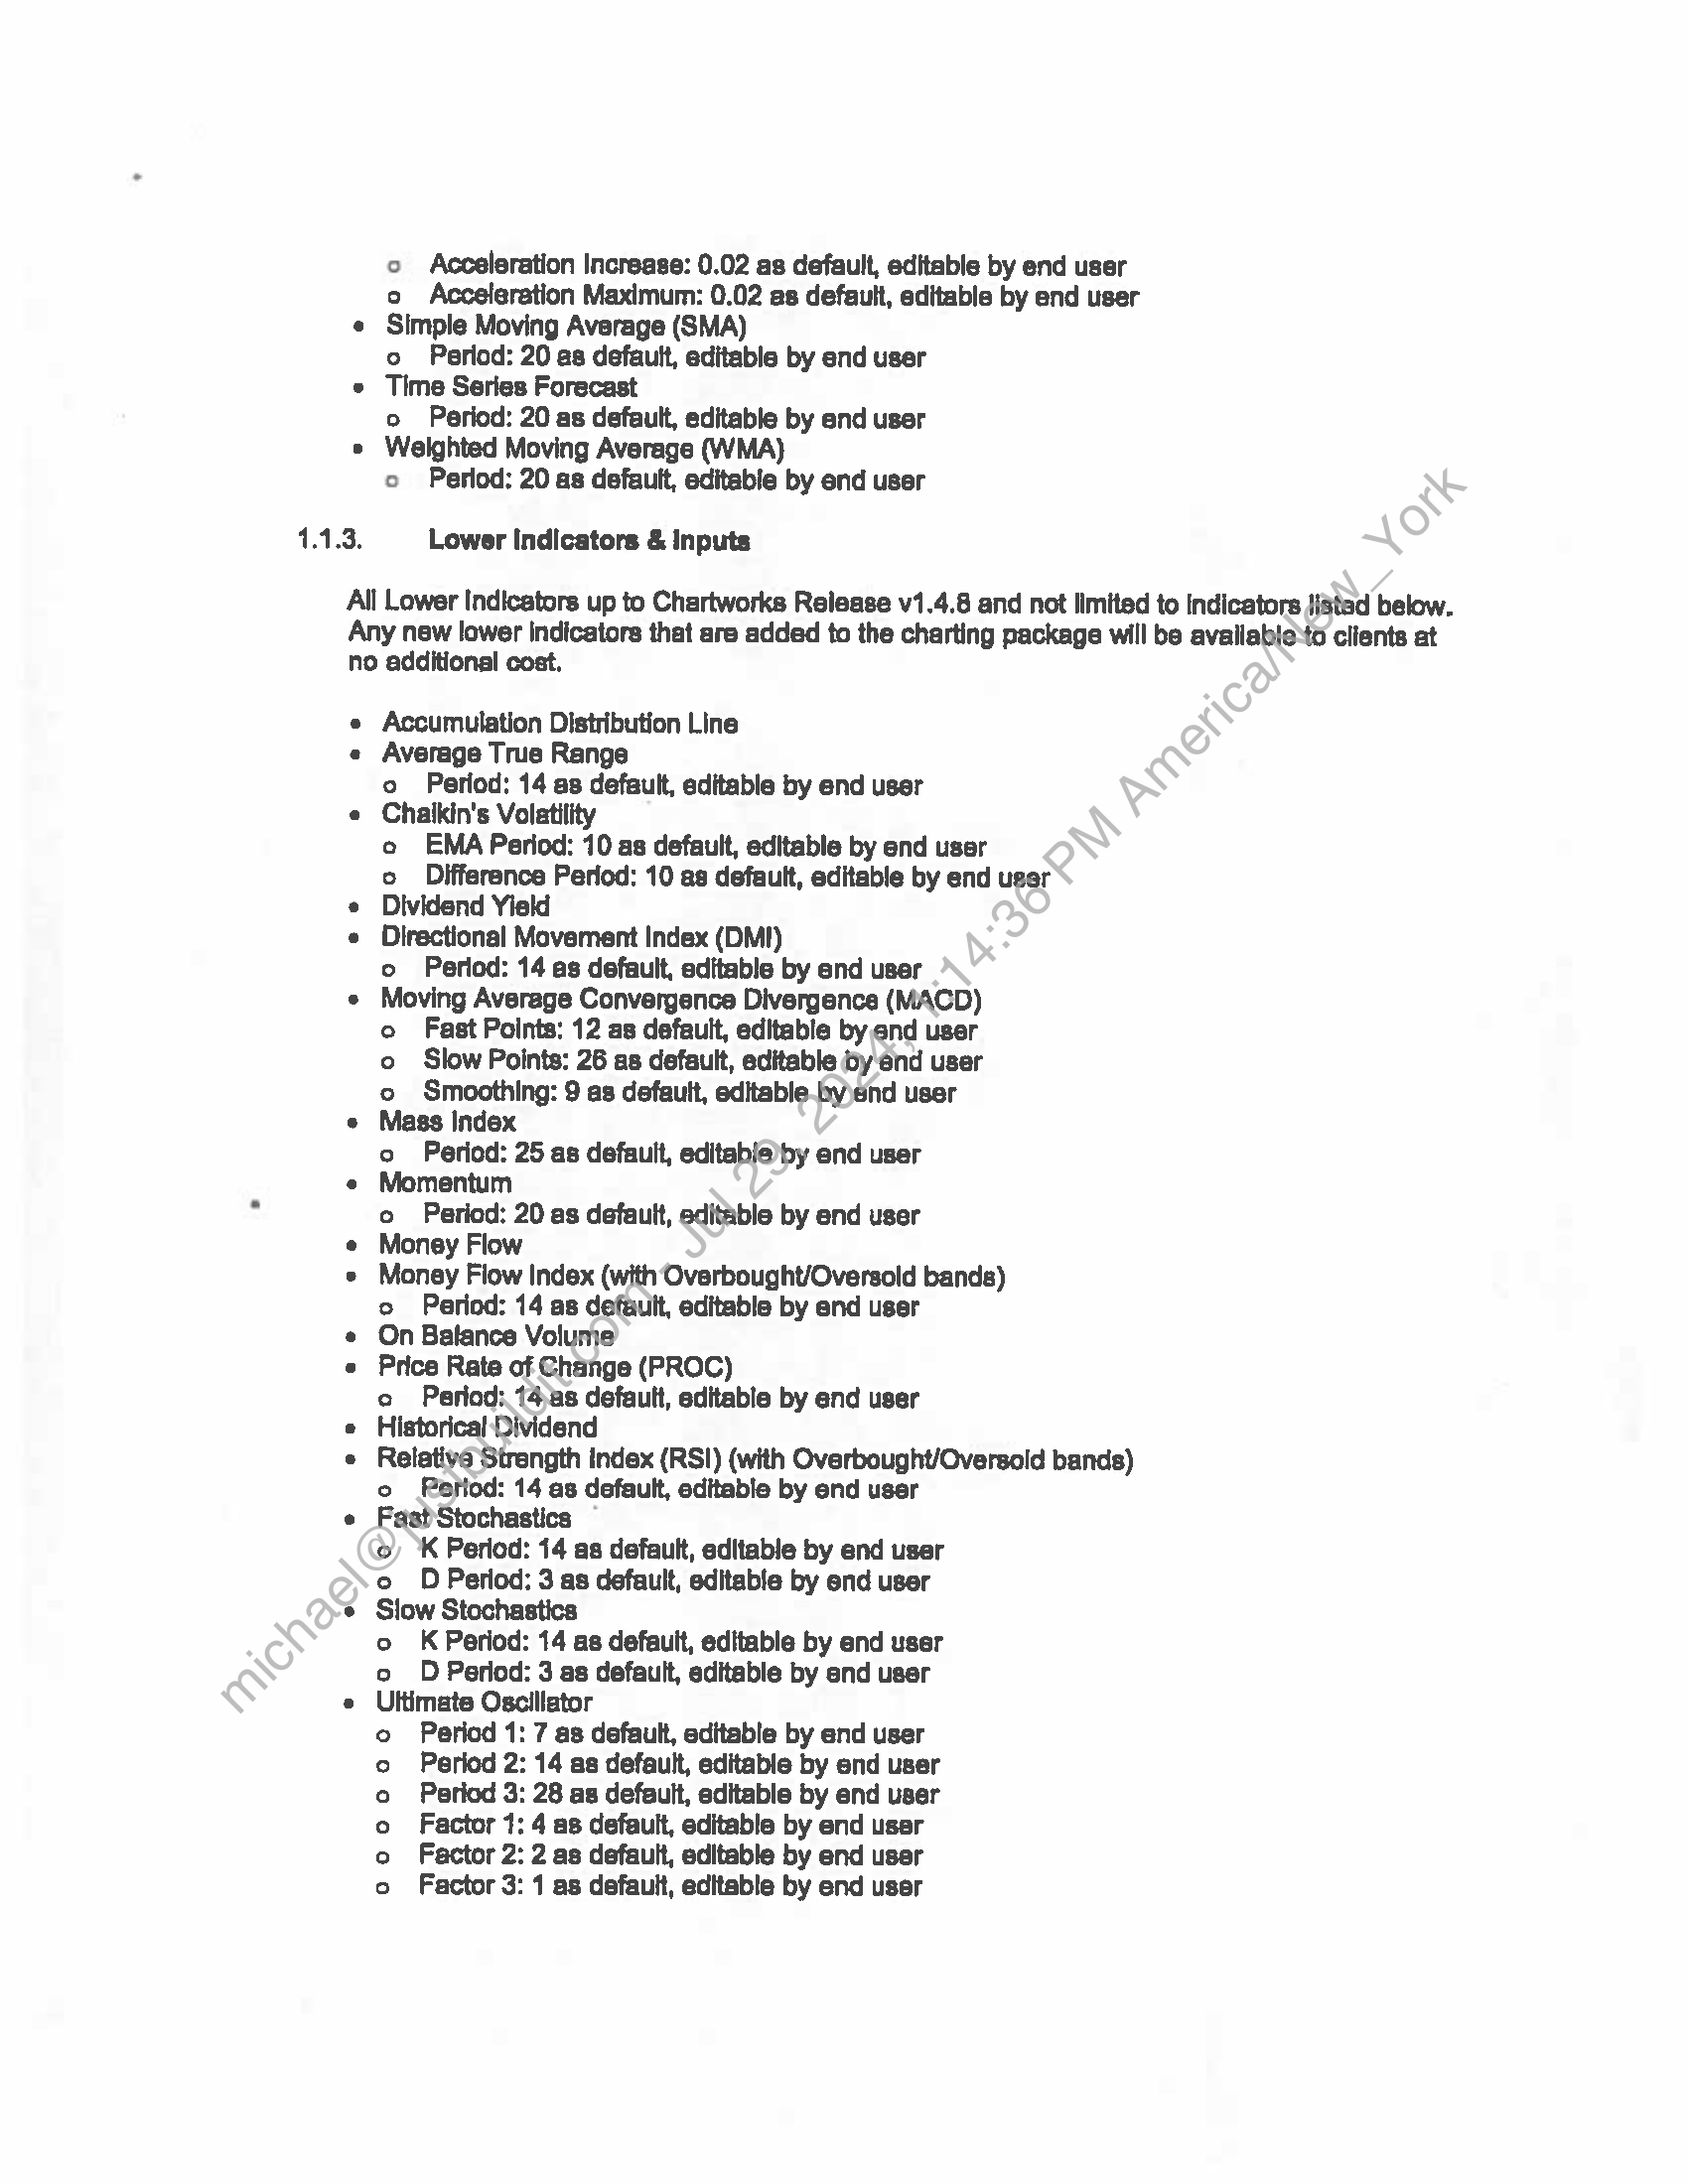 o Acceleration Increase: 0.02 as default, editable by end user
o Acceleration Maximum: 0.02 as default, editable by end user
• Simple Moving Average (SMA)
o Period: 20 as default, editable by end user
• Time Series Forecast
o Period: 20 as default, editable by end user
• Weighted Moving Average (WMA)
o Period: 20 as default, editable by end user
1.1.3. Lower Indicators & Inputs
All Lower Indicators up to Chartworks Release v1.4.8 and not limited to indicators listed below.
Any new lower indicators that are added to the charting package will be available to clients at
no additional cost.
• Accumulation Distribution Line
• Average True Range
o Period: 14 as default, editable by end user
• Chaikin's Volatility
o EMA Period: 10 as default, editable by end user
o Difference Period: 10 as default, editable by end user
• Dividend Yield
• Directional Movement Index (DMI)
o Period: 14 as default, editable by end user
• Moving Average Convergence Divergence (MACD)
o Fast Points: 12 as default, editable by end user
o Slow Points: 26 as default, editable by end user
o Smoothing: 9 as default, editable by end user
• Mass Index
o Period: 25 as default, editable by end user
• Momentum
o Period: 20 as default, editable by end user
• Money Flow
• Money Flow Index (with Overbought/Oversold bands)
o Period: 14 as default, editable by end user
• On Balance Volume
• Price Rate of Change (PROC)
o Period: 14 as default, editable by end user
• Historical Dividend
• Relative Strength Index (RSI) (with Overbought/Oversold bands)
o Period: 14 as default, editable by end user
• Fast Stochastics
o K Period: 14 as default, editable by end user
o D Period: 3 as default, editable by end user
• Slow Stochastics
o K Period: 14 as default, editable by end user
o D Period: 3 as default, editable by end user
• Ultimate Oscillator
o Period 1: 7 as default, editable by end user
o Period 2: 14 as default, editable by end user
o Period 3: 28 as default, editable by end user
o Factor 1: 4 as default, editable by end user
o Factor 2: 2 as default, editable by end user
o Factor 3: 1 as default, editable by end user
michael@justbuildit.com - Jul 29, 2024, 1:14:36 PM America/New_York